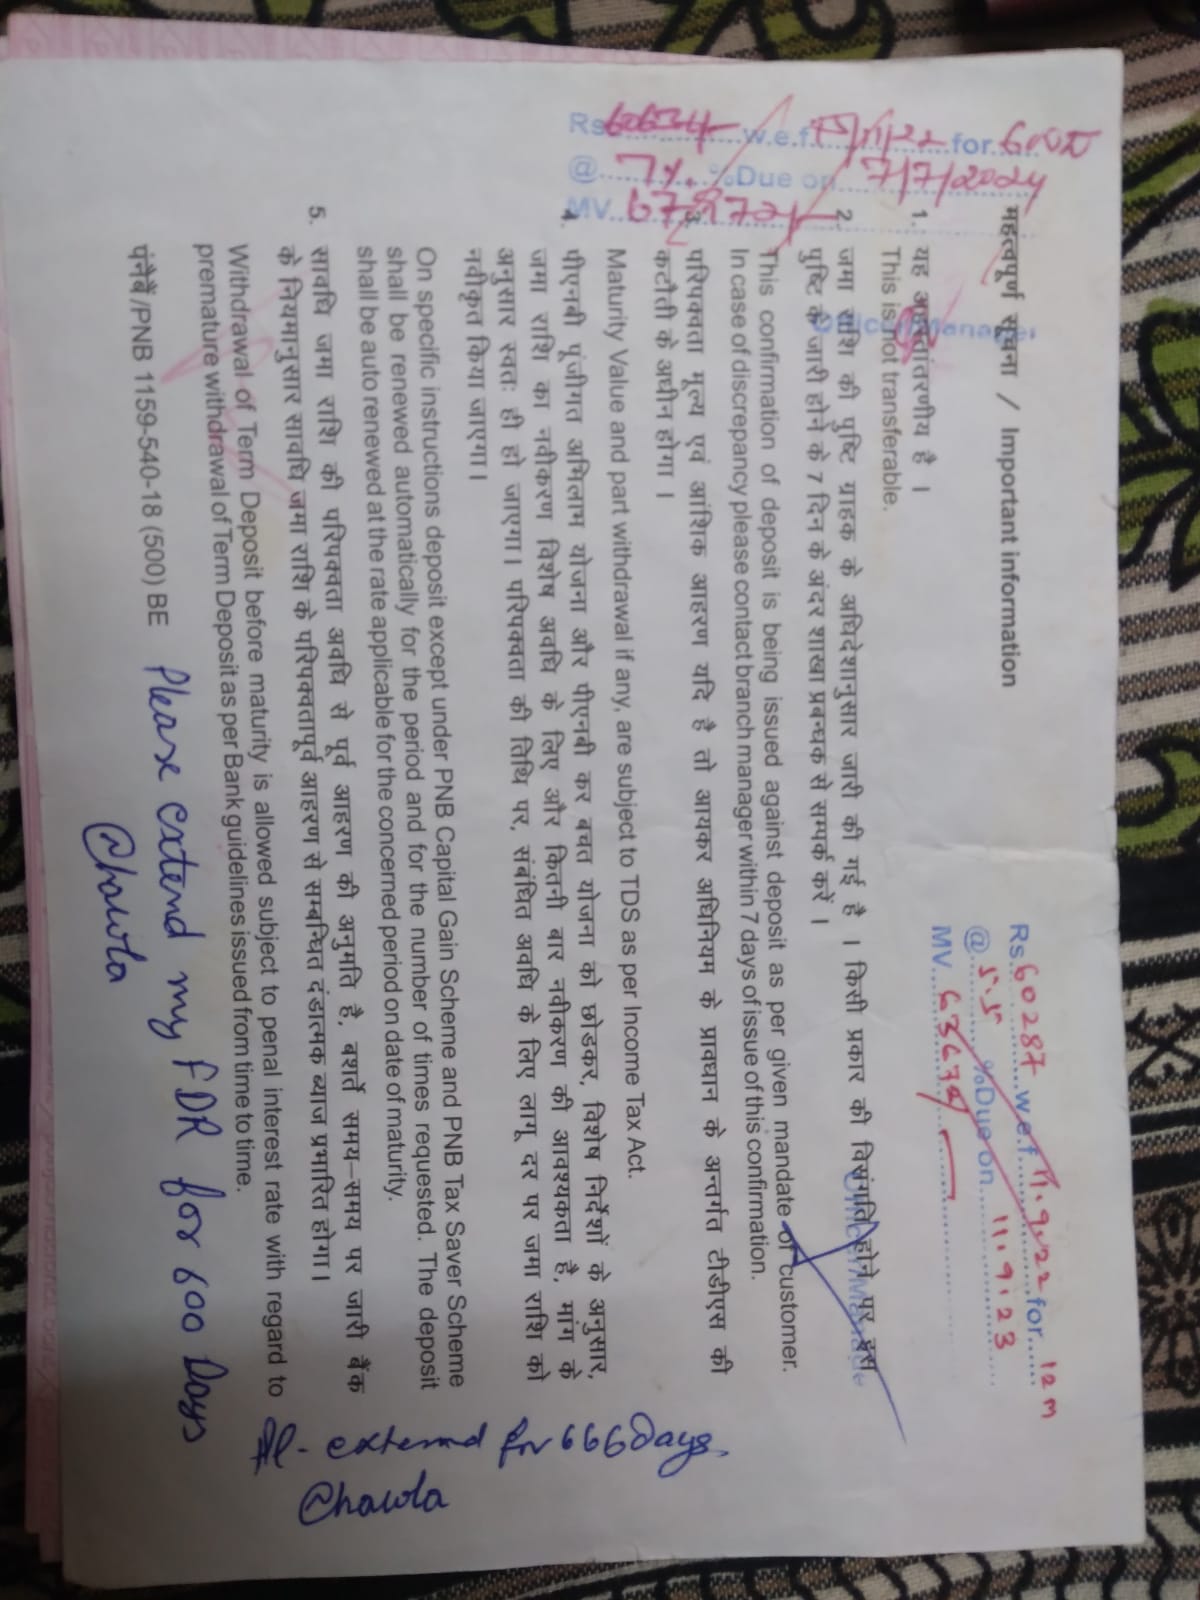 Rs. 60287 w.e.f. 11.9.22 for 12 m
@ 5.5 % Due on 11.9.23
MV. 63672/-
Officer/Manager
महत्वपूर्ण सूचना / Important information
1. यह अहस्तांतरणीय है ।
This is not transferable.
2. जमा राशि की पुष्टि ग्राहक के अधिदेशानुसार जारी की गई है । किसी प्रकार की विसंगति होने पर इस
पुष्टि के जारी होने के 7 दिन के अंदर शाखा प्रबन्धक से सम्पर्क करें ।
This confirmation of deposit is being issued against deposit as per given mandate of customer.
In case of discrepancy please contact branch manager within 7 days of issue of this confirmation.
3. परिपक्वता मूल्य एवं आंशिक आहरण यदि है तो आयकर अधिनियम के प्रावधान के अन्तर्गत टीडीएस की
कटौती के अधीन होगा ।
Maturity Value and part withdrawal if any, are subject to TDS as per Income Tax Act.
4. पीएनबी पूंजीगत अभिलाभ योजना और पीएनबी कर बचत योजना को छोडकर, विशेष निर्देशों के अनुसार,
जमा राशि का नवीकरण विशेष अवधि के लिए और कितनी बार नवीकरण की आवश्यकता है, मांग के
अनुसार स्वतः ही हो जाएगा। परिपक्वता की तिथि पर, संबंधित अवधि के लिए लागू दर पर जमा राशि को
नवीकृत किया जाएगा।
On specific instructions deposit except under PNB Capital Gain Scheme and PNB Tax Saver Scheme
shall be renewed automatically for the period and for the number of times requested. The deposit
shall be auto renewed at the rate applicable for the concerned period on date of maturity.
5. सावधि जमा राशि की परिपक्वता अवधि से पूर्व आहरण की अनुमति है, बशर्ते समय-समय पर जारी बैंक
के नियमानुसार सावधि जमा राशि के परिपक्वतापूर्व आहरण से सम्बन्धित दंडात्मक ब्याज प्रभारित होगा।
Withdrawal of Term Deposit before maturity is allowed subject to penal interest rate with regard to
premature withdrawal of Term Deposit as per Bank guidelines issued from time to time.
पंनैबैं/PNB 1159-540-18 (500) BE
Please extend my FDR for 600 Days
Chawla
Rs. w.e.f. for
@ 7% % Due on 7/7/2024
MV.
Officer/Manager
Pl- extend for 666 Days.
Chawla